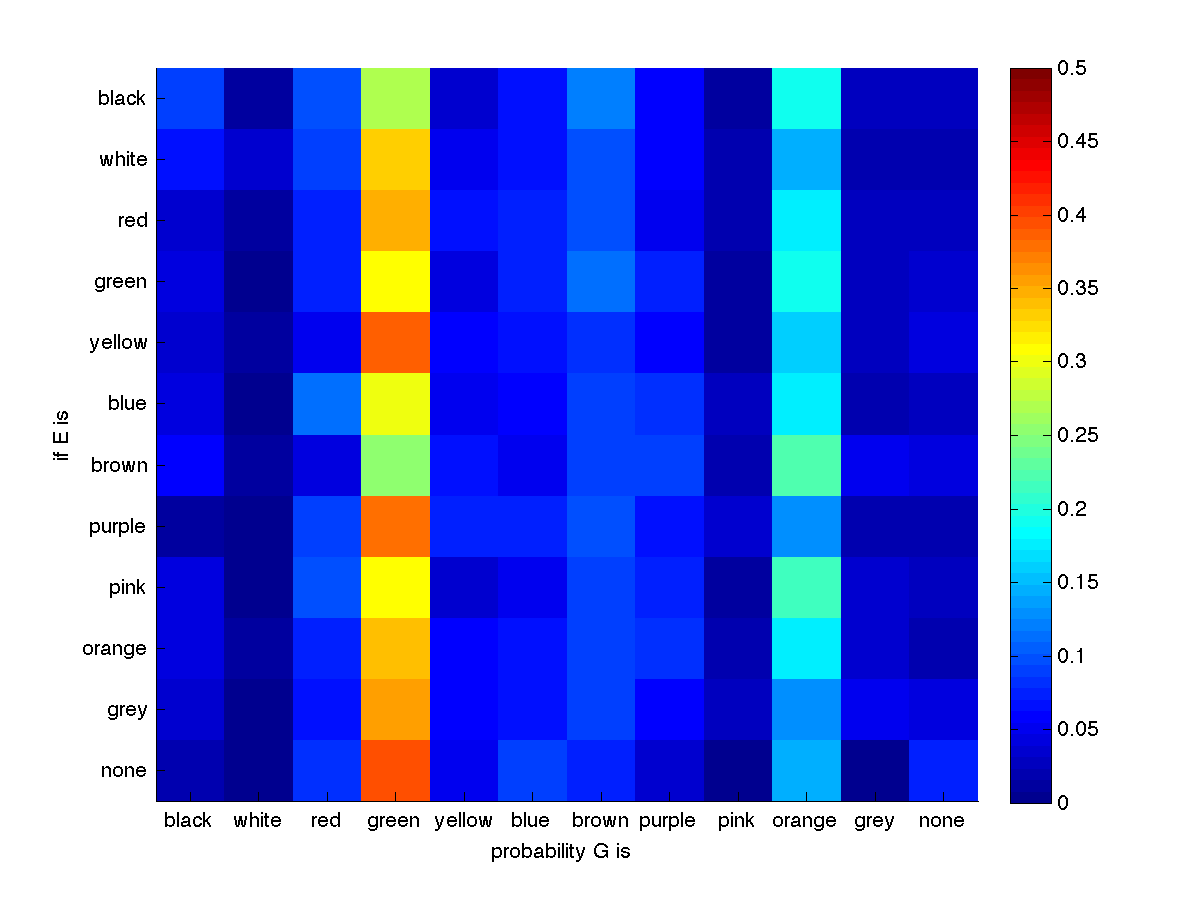 black
white
red
green
yellow
blue
brown
purple
pink
orange
grey
none
if E is
black white red green yellow blue brown purple pink orange grey none
probability G is
0.5
0.45
0.4
0.35
0.3
0.25
0.2
0.15
0.1
0.05
0